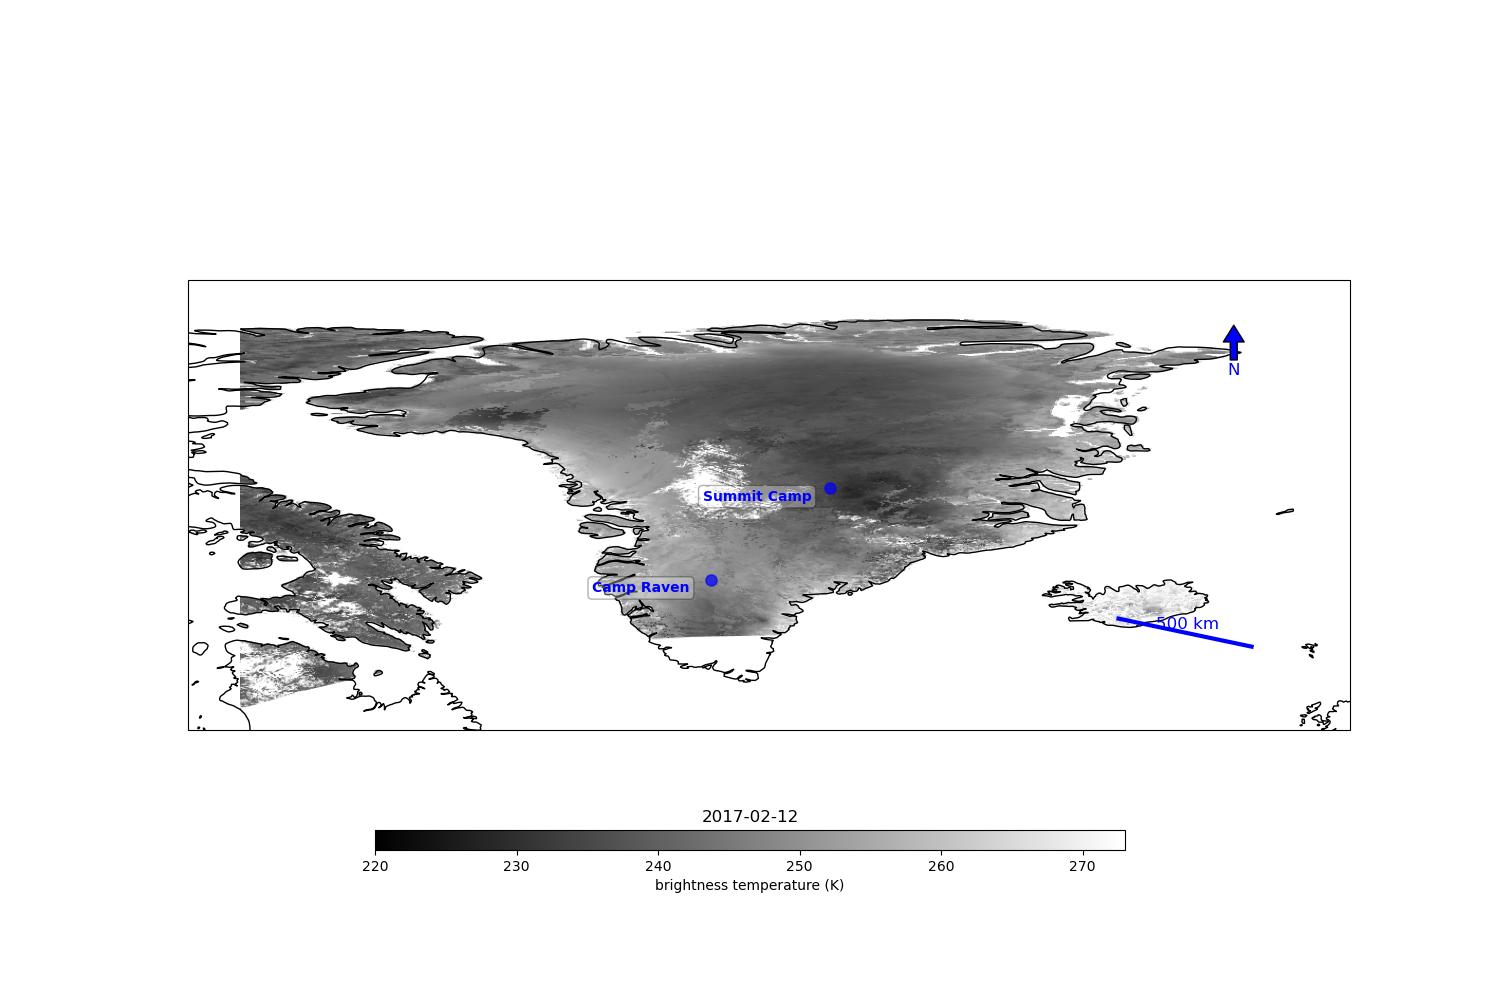 N
Summit Camp
Camp Raven
500 km
2017-02-12
220 230 240 250 260 270
brightness temperature (K)